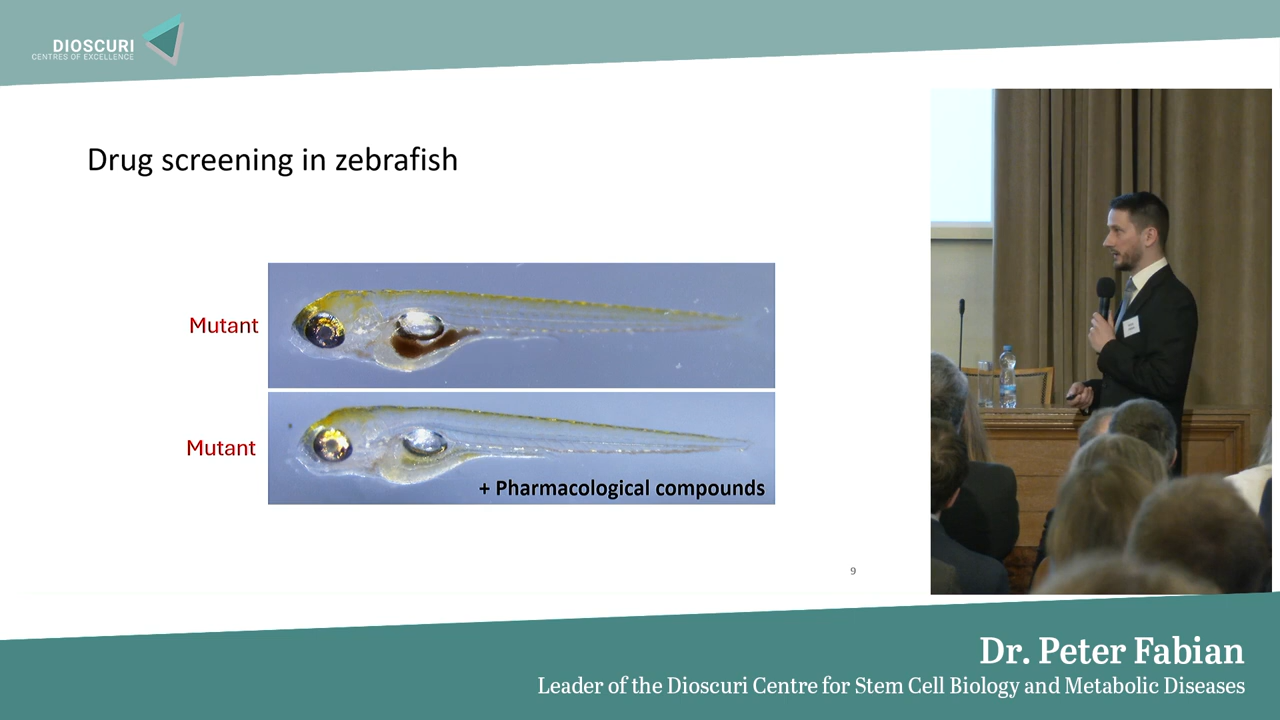 DIOSCURI
CENTRES OF EXCELLENCE
Drug screening in zebrafish
Mutant
Mutant
+ Pharmacological compounds
9
Dr. Peter Fabian
Leader of the Dioscuri Centre for Stem Cell Biology and Metabolic Diseases